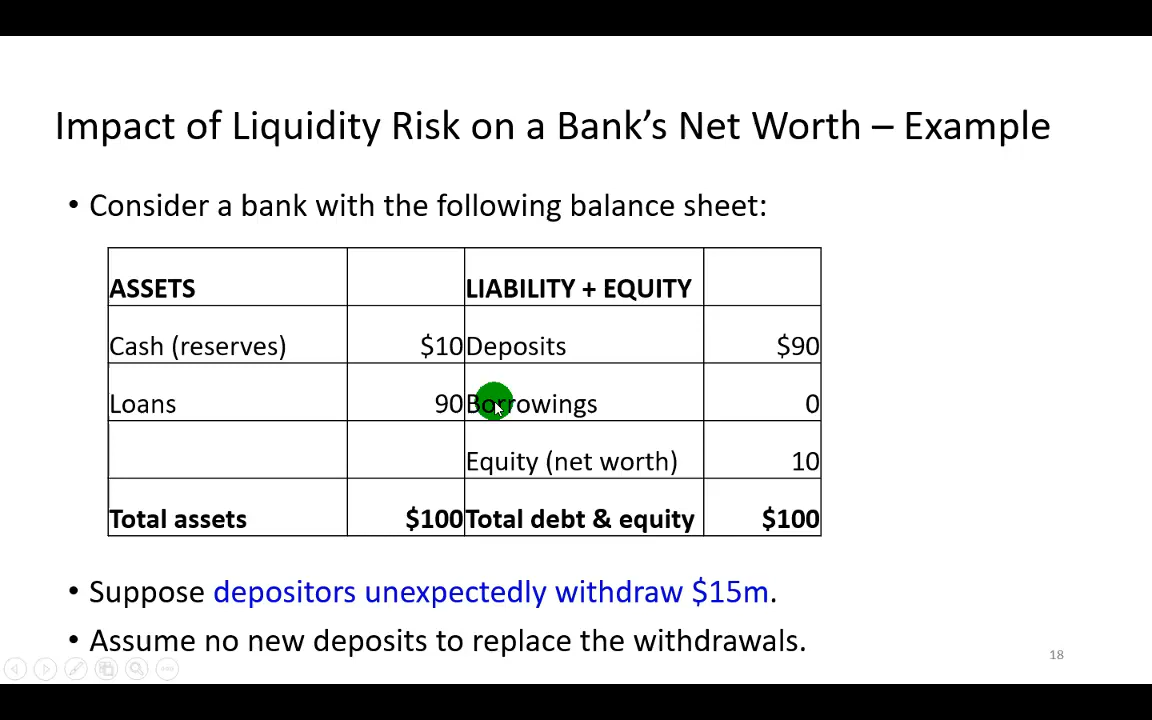 Impact of Liquidity Risk on a Bank’s Net Worth – Example
• Consider a bank with the following balance sheet:
ASSETS LIABILITY + EQUITY
Cash (reserves) $10 Deposits $90
Loans 90 Borrowings 0
Equity (net worth) 10
Total assets $100 Total debt & equity $100
• Suppose depositors unexpectedly withdraw $15m.
• Assume no new deposits to replace the withdrawals.
18